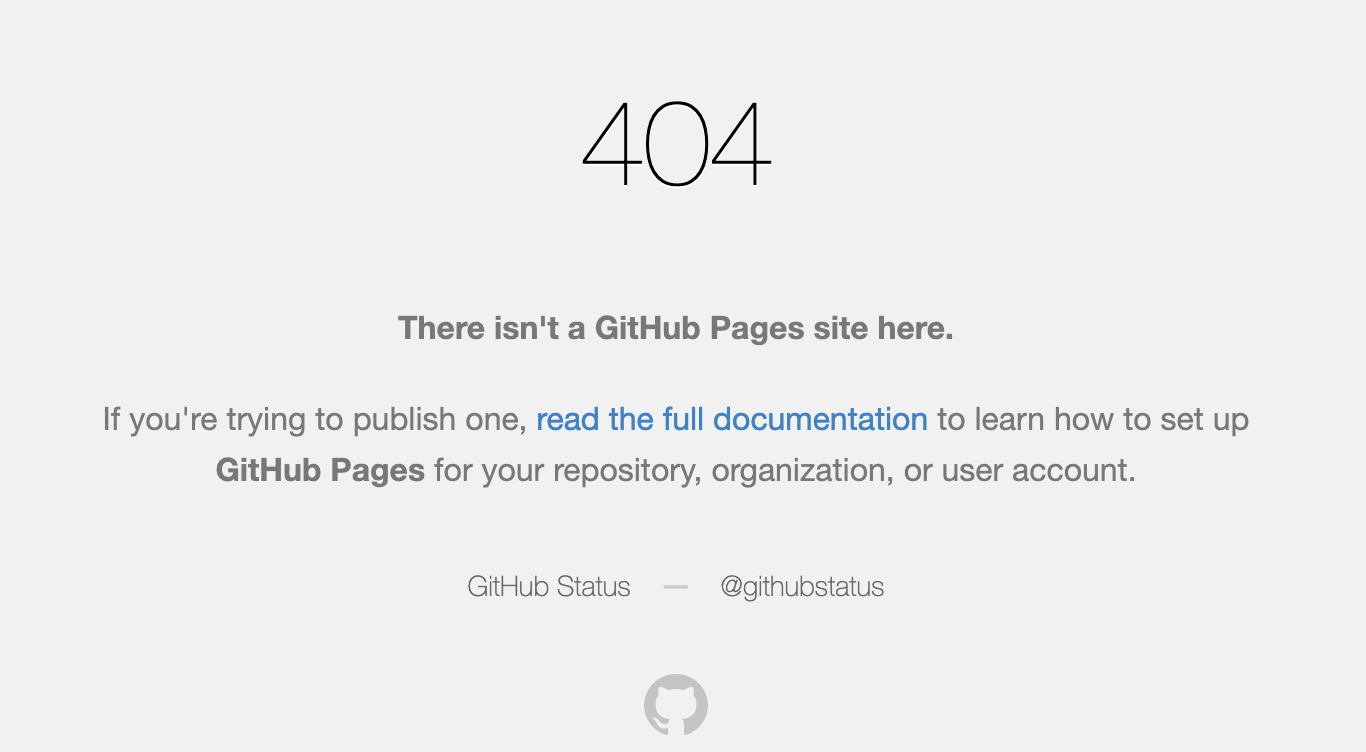 404
There isn't a GitHub Pages site here.
If you're trying to publish one, read the full documentation to learn how to set up
GitHub Pages for your repository, organization, or user account.
GitHub Status — @githubstatus